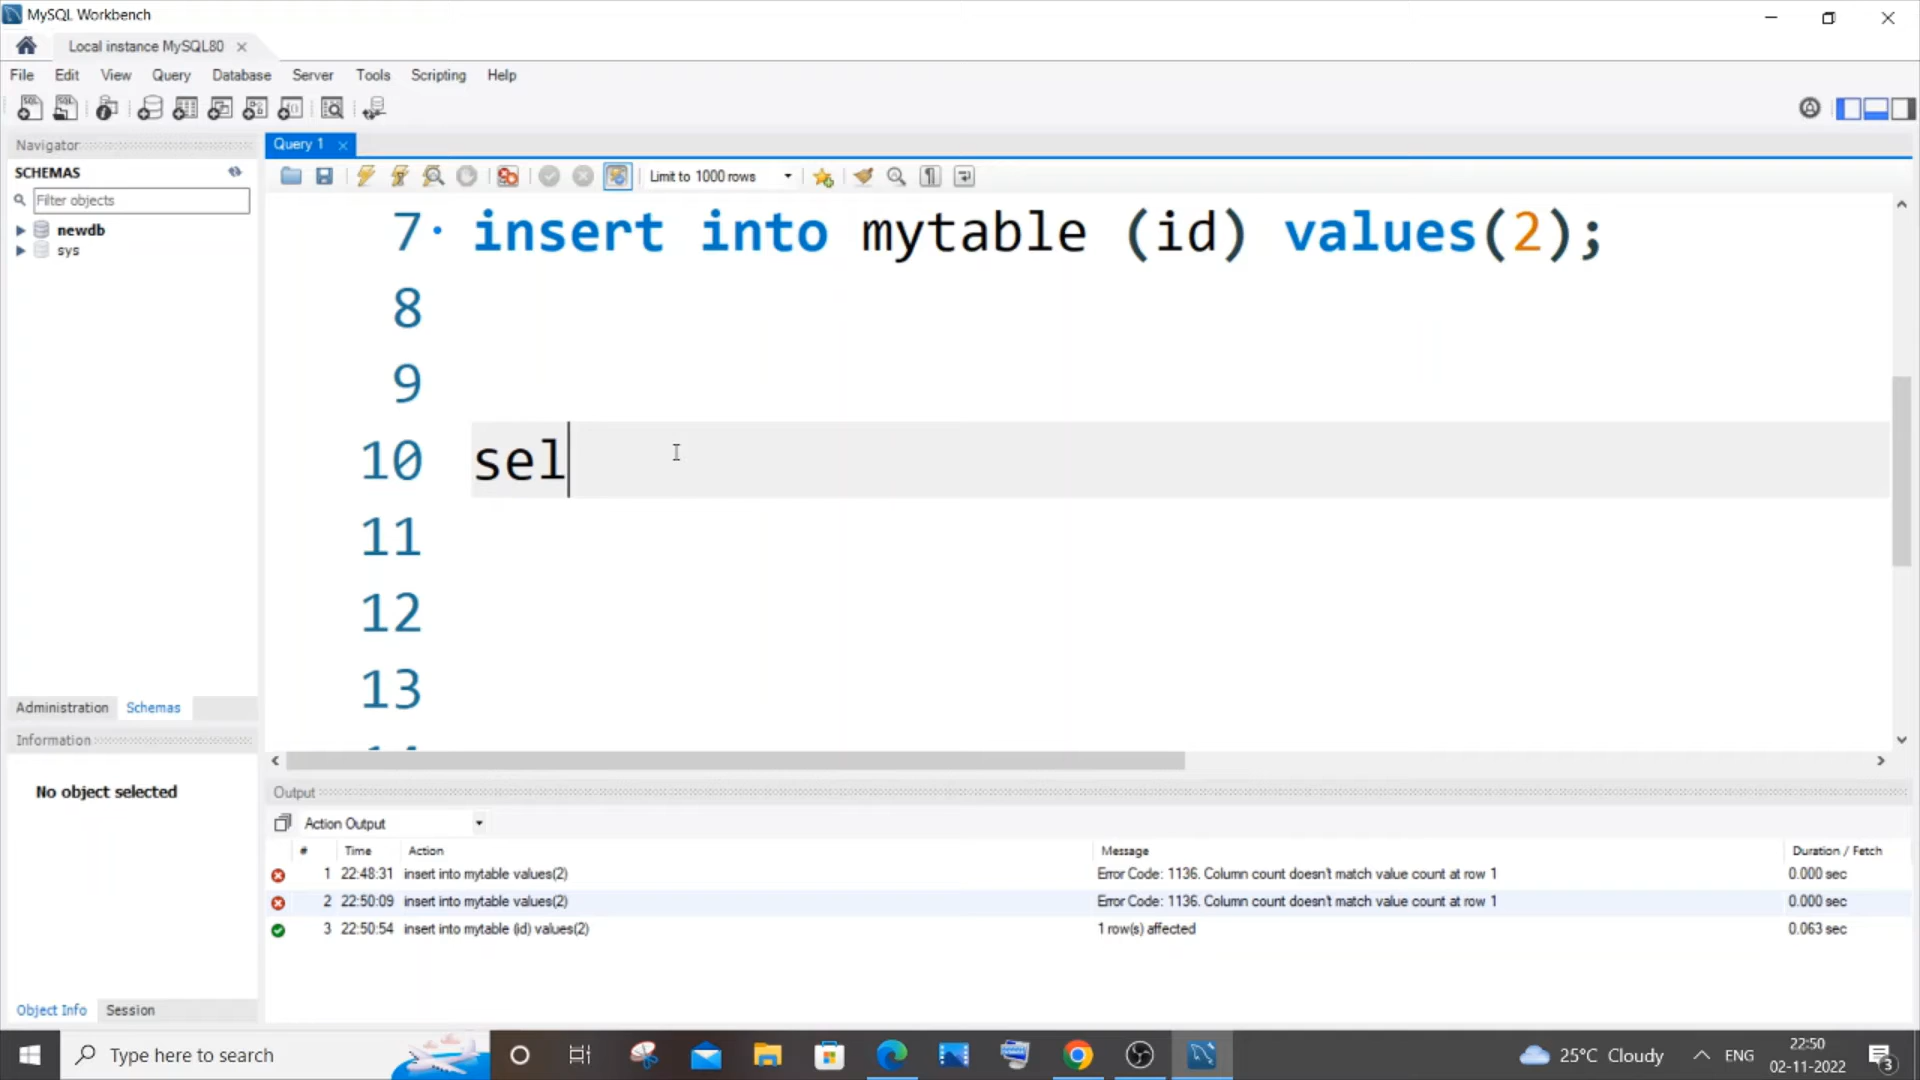 MySQL Workbench
Local instance MySQL80
File Edit View Query Database Server Tools Scripting Help
Navigator
SCHEMAS
Filter objects
newdb
sys
Administration Schemas
Information
No object selected
Object Info Session
Query 1
Limit to 1000 rows
7 insert into mytable (id) values(2);
8
9
10 sel
11
12
13
Output
Action Output
# Time Action Message Duration / Fetch
1 22:48:31 insert into mytable values(2) Error Code: 1136. Column count doesn't match value count at row 1 0.000 sec
2 22:50:09 insert into mytable values(2) Error Code: 1136. Column count doesn't match value count at row 1 0.000 sec
3 22:50:54 insert into mytable (id) values(2) 1 row(s) affected 0.063 sec
Type here to search
25°C Cloudy
ENG
22:50
02-11-2022
3